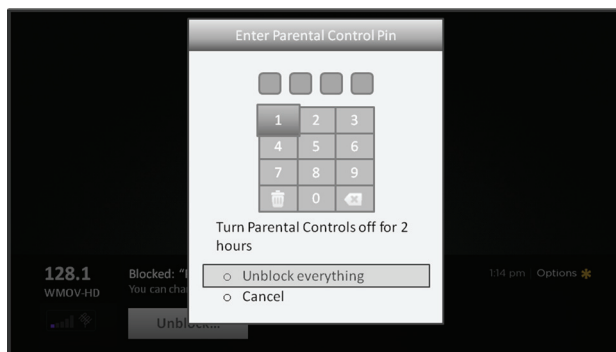 Enter Parental Control Pin
1 2 3
4 5 6
7 8 9
0
Turn Parental Controls off for 2
hours
Unblock everything
Cancel
128.1
WMOV-HD
Blocked: "I
You can cha
1:14 pm Options
Unblock...